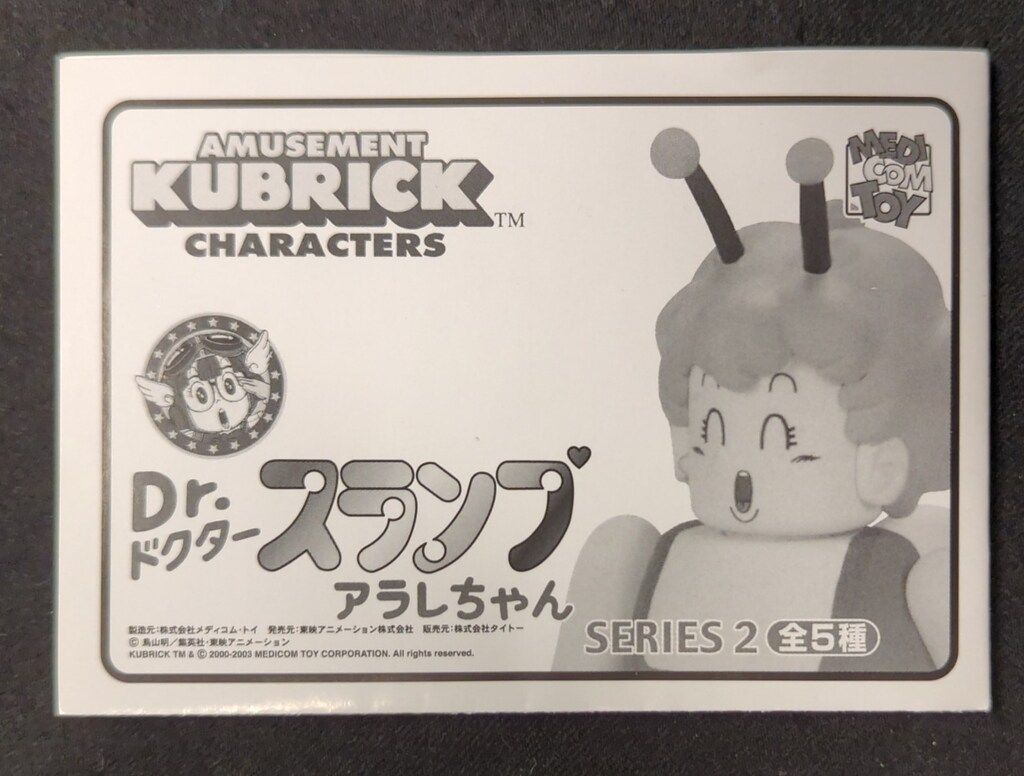 AMUSEMENT
KUBRICK TM
CHARACTERS
MEDI
COM
TOY
Dr.
ドクター
スランプ
アラレちゃん
製造元:株式会社メディコム・トイ 発売元:東映アニメーション株式会社 販売元:株式会社タイトー
© 鳥山明/集英社・東映アニメーション
KUBRICK TM & © 2000-2003 MEDICOM TOY CORPORATION. All rights reserved.
SERIES 2 全5種